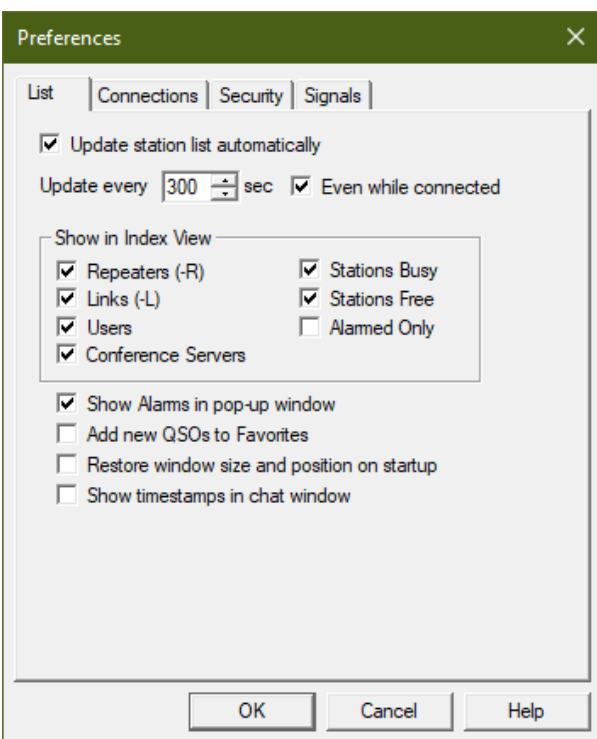 Preferences
List Connections Security Signals
Update station list automatically
Update every 300 sec Even while connected
Show in Index View
Repeaters (-R) Stations Busy
Links (-L) Stations Free
Users Alarmed Only
Conference Servers
Show Alarms in pop-up window
Add new QSOs to Favorites
Restore window size and position on startup
Show timestamps in chat window
OK Cancel Help